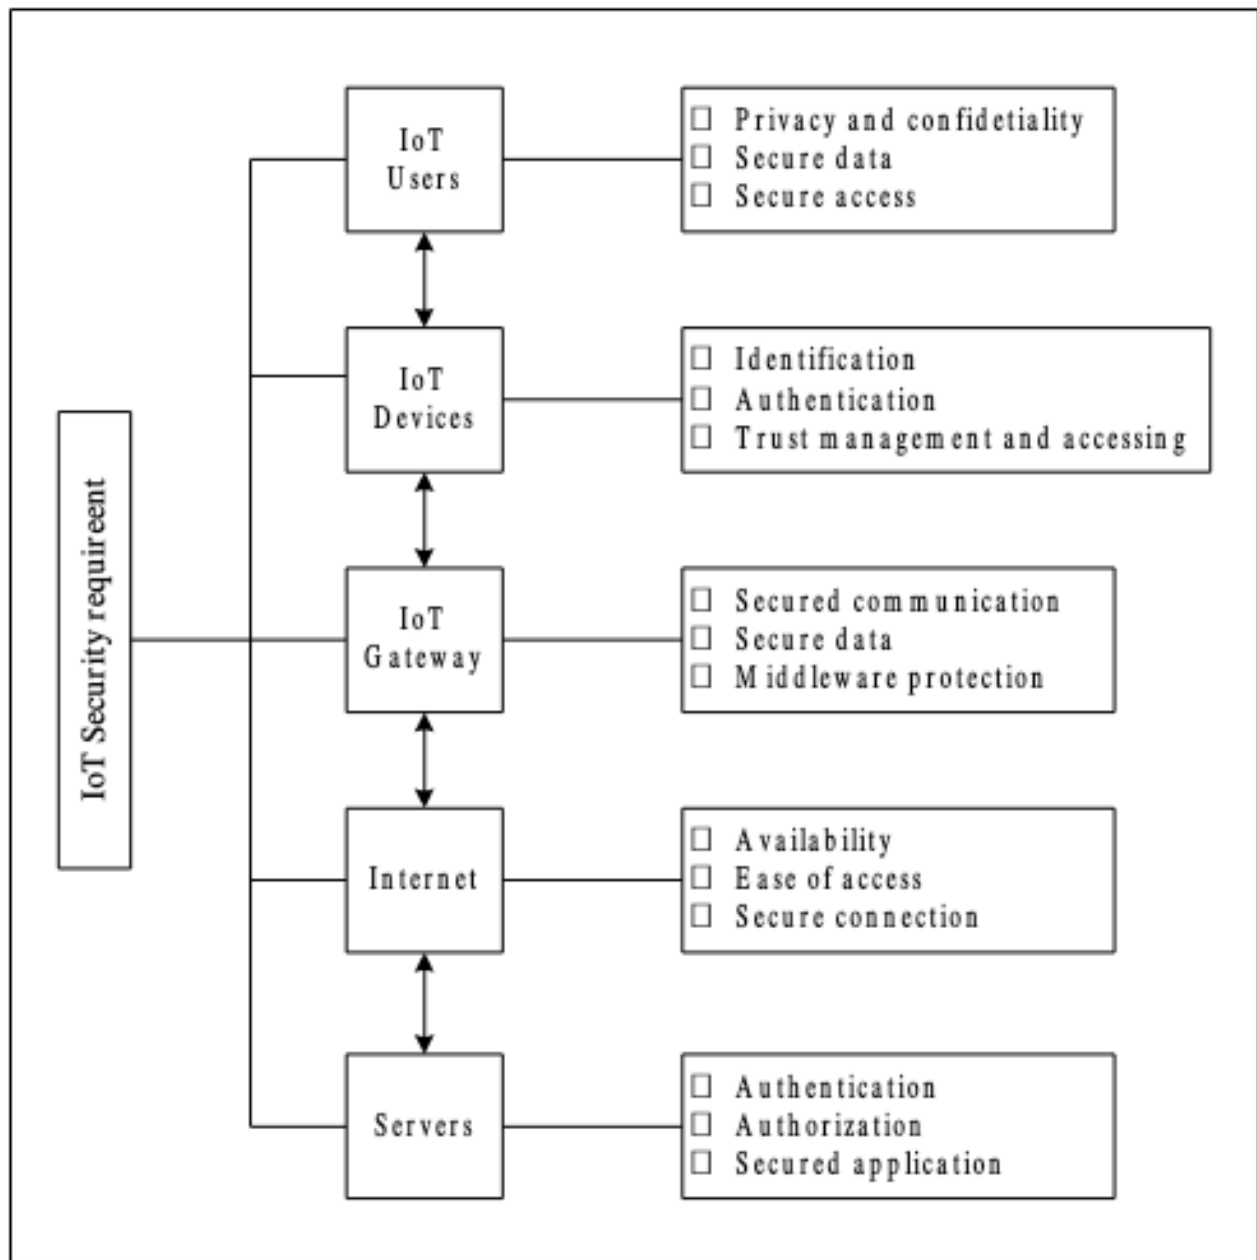 IoT Security requireent
IoT
Users
Privacy and confidetiality
Secure data
Secure access
IoT
Devices
Identification
Authentication
Trust management and accessing
IoT
Gateway
Secured communication
Secure data
Middleware protection
Internet
Availability
Ease of access
Secure connection
Servers
Authentication
Authorization
Secured application